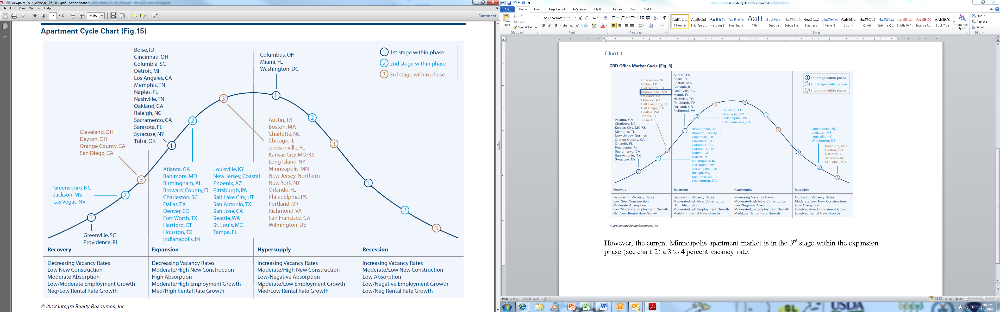 IRR_Viewpoint_2014_Web2_01_06_2014.pdf - Adobe Reader
File Edit View Window Help
16 / 37 201% Comment
Apartment Cycle Chart (Fig.15)
1 1st stage within phase
2 2nd stage within phase
3 3rd stage within phase
Boise, ID
Cincinnati, OH
Columbia, SC
Detroit, MI
Los Angeles, CA
Memphis, TN
Naples, FL
Nashville, TN
Oakland, CA
Raleigh, NC
Sacramento, CA
Sarasota, FL
Syracuse, NY
Tulsa, OK
Columbus, OH
Miami, FL
Washington, DC
Cleveland, OH
Dayton, OH
Orange County, CA
San Diego, CA
Greensboro, NC
Jackson, MS
Las Vegas, NV
Greenville, SC
Providence, RI
1
2
3
1
2
3
1
2
3
1
2
3
Atlanta, GA
Baltimore, MD
Birmingham, AL
Broward County, FL
Charleston, SC
Dallas, TX
Denver, CO
Fort Worth, TX
Hartford, CT
Houston, TX
Indianapolis, IN
Louisville, KY
New Jersey, Coastal
Phoenix, AZ
Pittsburgh, PA
Salt Lake City, UT
San Antonio, TX
San Jose, CA
Seattle, WA
St. Louis, MO
Tampa, FL
Austin, TX
Boston, MA
Charlotte, NC
Chicago, IL
Jacksonville, FL
Kansas City, MO/KS
Long Island, NY
Minneapolis, MN
New Jersey, Northern
New York, NY
Orlando, FL
Philadelphia, PA
Portland, OR
Richmond, VA
San Francisco, CA
Wilmington, DE
Recovery
Decreasing Vacancy Rates
Low New Construction
Moderate Absorption
Low/Moderate Employment Growth
Neg/Low Rental Rate Growth
Expansion
Decreasing Vacancy Rates
Moderate/High New Construction
High Absorption
Moderate/High Employment Growth
Med/High Rental Rate Growth
Hypersupply
Increasing Vacancy Rates
Moderate/High New Construction
Low/Negative Absorption
Moderate/Low Employment Growth
Med/Low Rental Rate Growth
Recession
Increasing Vacancy Rates
Moderate/Low New Construction
Low Absorption
Low/Negative Employment Growth
Low/Neg Rental Rate Growth
© 2013 Integra Realty Resources, Inc.
real estate cycles - Microsoft Word
File Home Insert Page Layout References Mailings Review View Add-Ins
Paste
Cut
Copy
Format Painter
Clipboard
Times New Rom 12
Font
Paragraph
AaBbCcI AaBbCcI AaBbC AaBbCc AaB AaBbCc. AaBbCcI AaBbCcI AaBbCc. AaBbCcI AaBbCcI AaBbCc. AaBbCc AaBbCc AaBbCc
¶ Normal ¶ No Spaci... Heading 1 Heading 2 Title Subtitle Subtle Em... Emphasis Intense E... Strong Quote Intense Q... Subtle Ref... Intense R... Book Title
Styles
Change Styles
Find
Replace
Select
Editing
Chart 1
CBD Office Market Cycle (Fig. 8)
1 1st stage within phase
2 2nd stage within phase
3 3rd stage within phase
Charleston, SC
Dallas, TX
Fort Worth, TX
Minneapolis, MN
Oakland, CA
Phoenix, AZ
Salt Lake City, UT
San Diego, CA
Seattle, WA
Tampa, FL
Tulsa, OK
Austin, TX
Boise, ID
Boston, MA
Chicago, IL
Greenville, SC
Miami, FL
Nashville, TN
Pittsburgh, PA
Portland, OR
Richmond, VA
Atlanta, GA
Charlotte, NC
Kansas City, MO/KS
Memphis, TN
New Jersey, Northern
Orange County, CA
Orlando, FL
Providence, RI
Sacramento, CA
San Antonio, TX
Syracuse, NY
Houston, TX
New York, NY
Philadelphia, PA
San Francisco, CA
Birmingham, AL
Broward County, FL
Cincinnati, OH
Cleveland, OH
Columbia, SC
Columbus, OH
Denver, CO
Detroit, MI
Indianapolis, IN
Las Vegas, NV
Los Angeles, CA
Raleigh, NC
San Jose, CA
Washington, DC
Greensboro, NC
Jackson, MS
Louisville, KY
Wilmington, DE
Baltimore, MD
Dayton, OH
Hartford, CT
Jacksonville, FL
St. Louis, MO
1
2
3
1
2
3
1
2
3
1
2
3
Recovery
Decreasing Vacancy Rates
Low New Construction
Moderate Absorption
Low/Moderate Employment Growth
Neg/Low Rental Rate Growth
Expansion
Decreasing Vacancy Rates
Moderate/High New Construction
High Absorption
Moderate/High Employment Growth
Med/High Rental Rate Growth
Hypersupply
Increasing Vacancy Rates
Moderate/High New Construction
Low/Negative Absorption
Moderate/Low Employment Growth
Med/Low Rental Rate Growth
Recession
Increasing Vacancy Rates
Moderate/Low New Construction
Low Absorption
Low/Negative Employment Growth
Low/Neg Rental Rate Growth
© 2013 Integra Realty Resources, Inc.
However, the current Minneapolis apartment market is in the 3rd stage within the expansion
phase (see chart 2) a 3 to 4 percent vacancy rate.
Page: 1 of 1 Words: 194
180%
SL
USDA
2:16 PM
1/8/2014